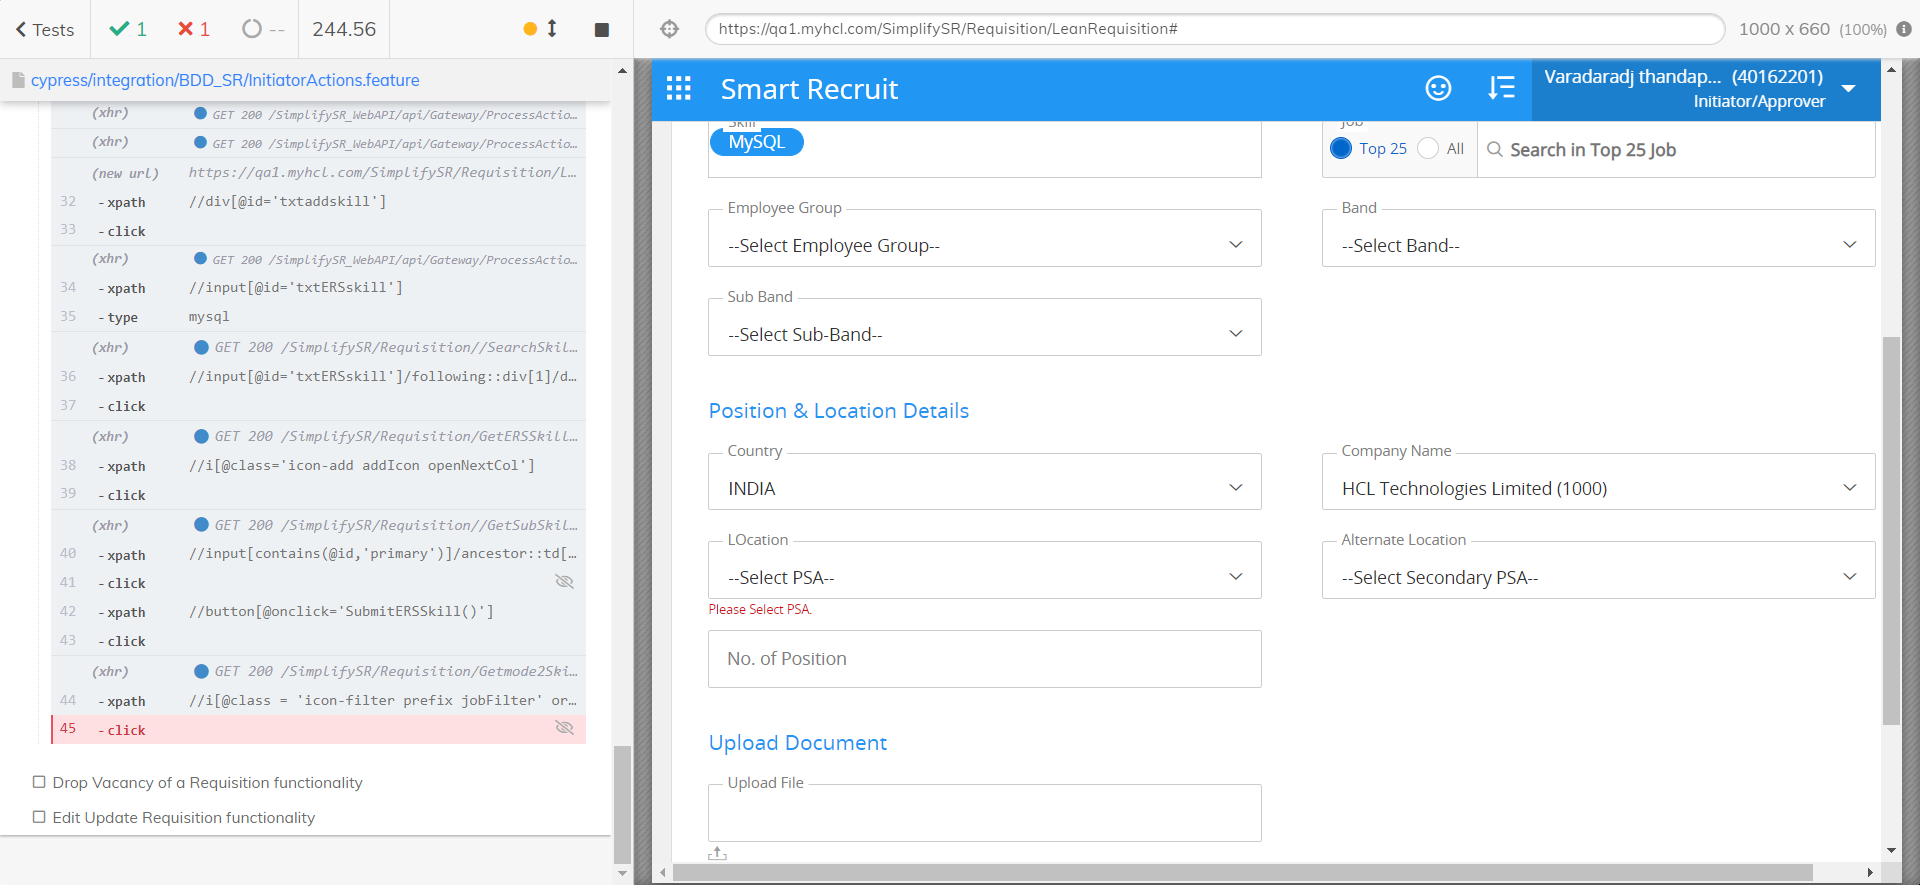 Tests
1
1
--
244.56
https://qa1.myhcl.com/SimplifySR/Requisition/LeanRequisition#
1000 x 660 (100%)
cypress/integration/BDD_SR/InitiatorActions.feature
(xhr) GET 200 /SimplifySR_WebAPI/api/Gateway/ProcessActio...
(xhr) GET 200 /SimplifySR_WebAPI/api/Gateway/ProcessActio...
(new url) https://qa1.myhcl.com/SimplifySR/Requisition/L...
32 -xpath //div[@id='txtaddskill']
33 -click
(xhr) GET 200 /SimplifySR_WebAPI/api/Gateway/ProcessActio...
34 -xpath //input[@id='txtERSskill']
35 -type mysql
(xhr) GET 200 /SimplifySR/Requisition//SearchSkil...
36 -xpath //input[@id='txtERSskill']/following::div[1]/d...
37 -click
(xhr) GET 200 /SimplifySR/Requisition/GetERSSkill...
38 -xpath //i[@class='icon-add addIcon openNextCol']
39 -click
(xhr) GET 200 /SimplifySR/Requisition//GetSubSkil...
40 -xpath //input[contains(@id,'primary')]/ancestor::td[...
41 -click
42 -xpath //button[@onclick='SubmitERSSkill()']
43 -click
(xhr) GET 200 /SimplifySR/Requisition/Getmode2Ski...
44 -xpath //i[@class = 'icon-filter prefix jobFilter' or...
45 -click
Drop Vacancy of a Requisition functionality
Edit Update Requisition functionality
Smart Recruit
Varadaradj thandap... (40162201)
Initiator/Approver
Skill
MySQL
Job
Top 25
All
Search in Top 25 Job
Employee Group
--Select Employee Group--
Band
--Select Band--
Sub Band
--Select Sub-Band--
Position & Location Details
Country
INDIA
Company Name
HCL Technologies Limited (1000)
LOcation
--Select PSA--
Please Select PSA.
Alternate Location
--Select Secondary PSA--
No. of Position
Upload Document
Upload File